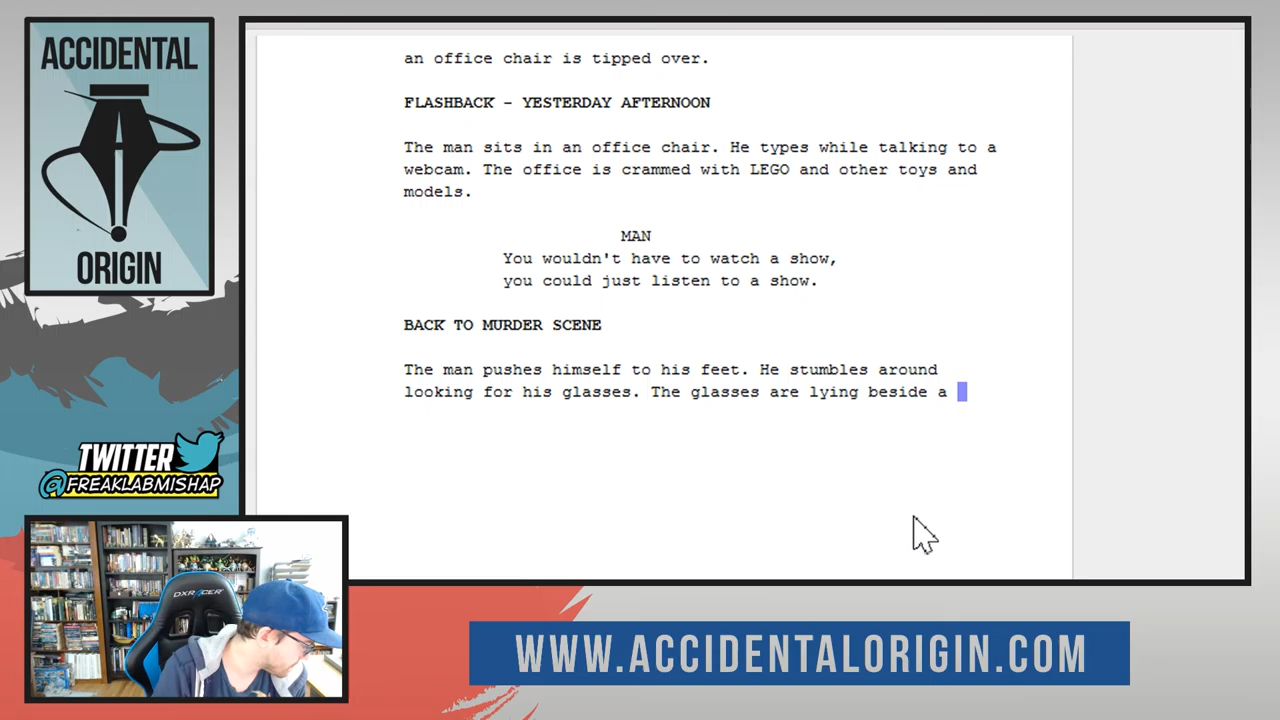 ACCIDENTAL
ORIGIN
an office chair is tipped over.
FLASHBACK - YESTERDAY AFTERNOON
The man sits in an office chair. He types while talking to a
webcam. The office is crammed with LEGO and other toys and
models.
MAN
You wouldn't have to watch a show,
you could just listen to a show.
BACK TO MURDER SCENE
The man pushes himself to his feet. He stumbles around
looking for his glasses. The glasses are lying beside a
TWITTER
@FREAKLABMISHAP
DXRACER
WWW.ACCIDENTALORIGIN.COM